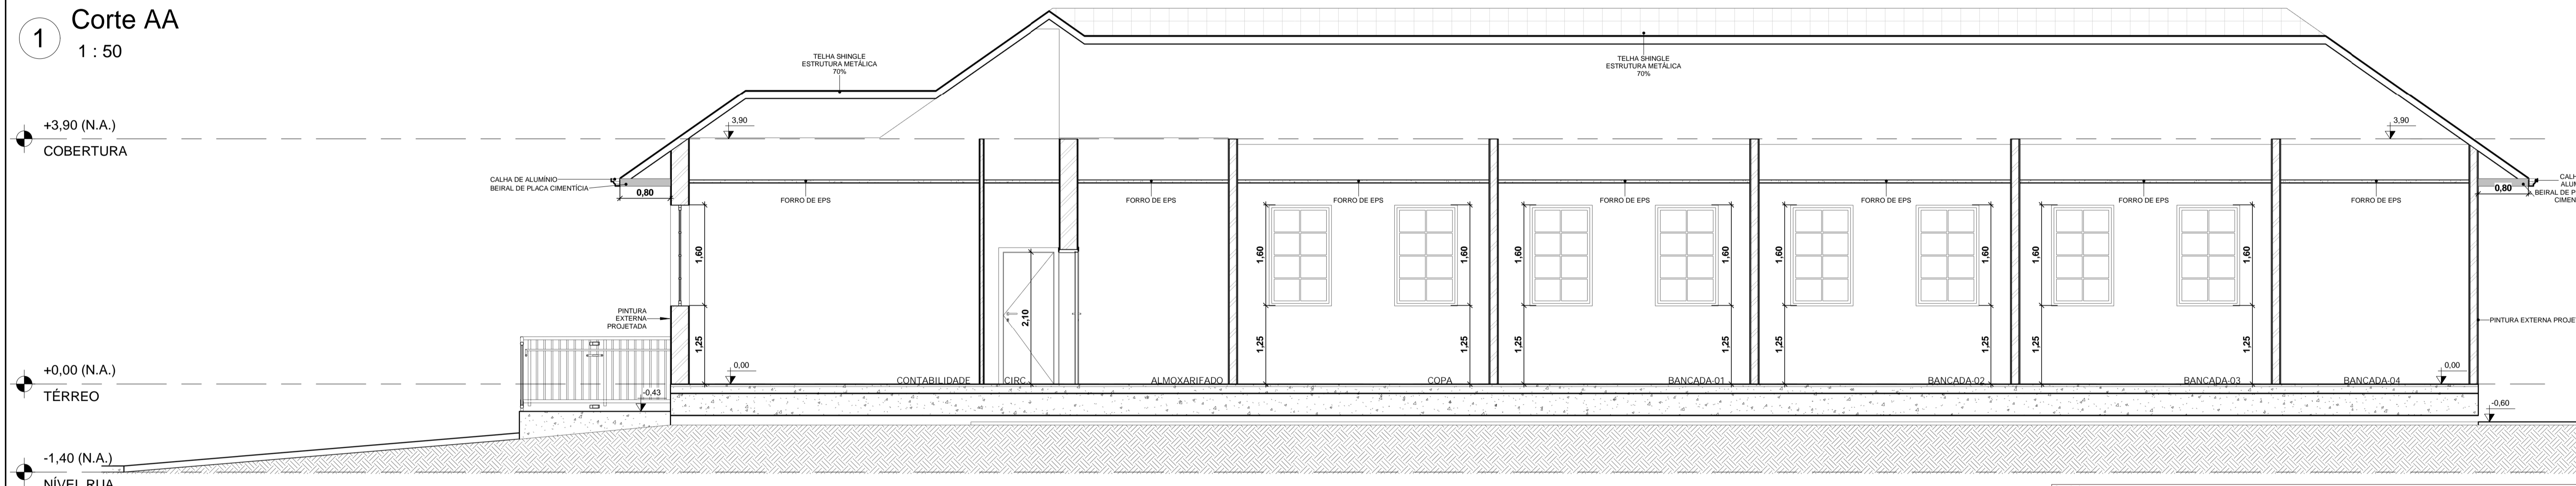 1
Corte AA
1 : 50
TELHA SHINGLE
ESTRUTURA METÁLICA
70%
TELHA SHINGLE
ESTRUTURA METÁLICA
70%
+3,90 (N.A.)
COBERTURA
3,90
3,90
CALHA DE ALUMÍNIO
BEIRAL DE PLACA CIMENTÍCIA
0,80
FORRO DE EPS
FORRO DE EPS
FORRO DE EPS
FORRO DE EPS
FORRO DE EPS
FORRO DE EPS
FORRO DE EPS
0,80
CALH
ALUM
BEIRAL DE P
CIMEN
1,60
1,60
1,60
1,60
1,60
1,60
1,60
1,60
1,60
PINTURA
EXTERNA
PROJETADA
2,10
PINTURA EXTERNA PROJE
1,25
1,25
1,25
1,25
1,25
1,25
1,25
1,25
1,25
+0,00 (N.A.)
TÉRREO
0,00
0,00
CONTABILIDADE
CIRC.
ALMOXARIFADO
COPA
BANCADA-01
BANCADA-02
BANCADA-03
BANCADA-04
-0,43
-0,60
-1,40 (N.A.)
NÍVEL RUA